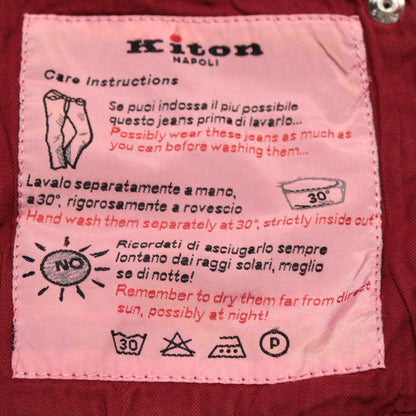 Kiton
NAPOLI
Care Instructions
Se puoi indossa il piu' possibile
questo jeans prima di lavarlo...
Possibly wear these jeans as much as
you can before washing them...
Lavalo separatamente a mano,
a 30°, rigorosamente a rovescio
30°
Hand wash them separately at 30°, strictly inside out
NO
Ricordati di asciugarlo sempre
lontano dai raggi solari, meglio
se di notte!
Remember to dry them far from direct
sun, possibly at night!
30
P